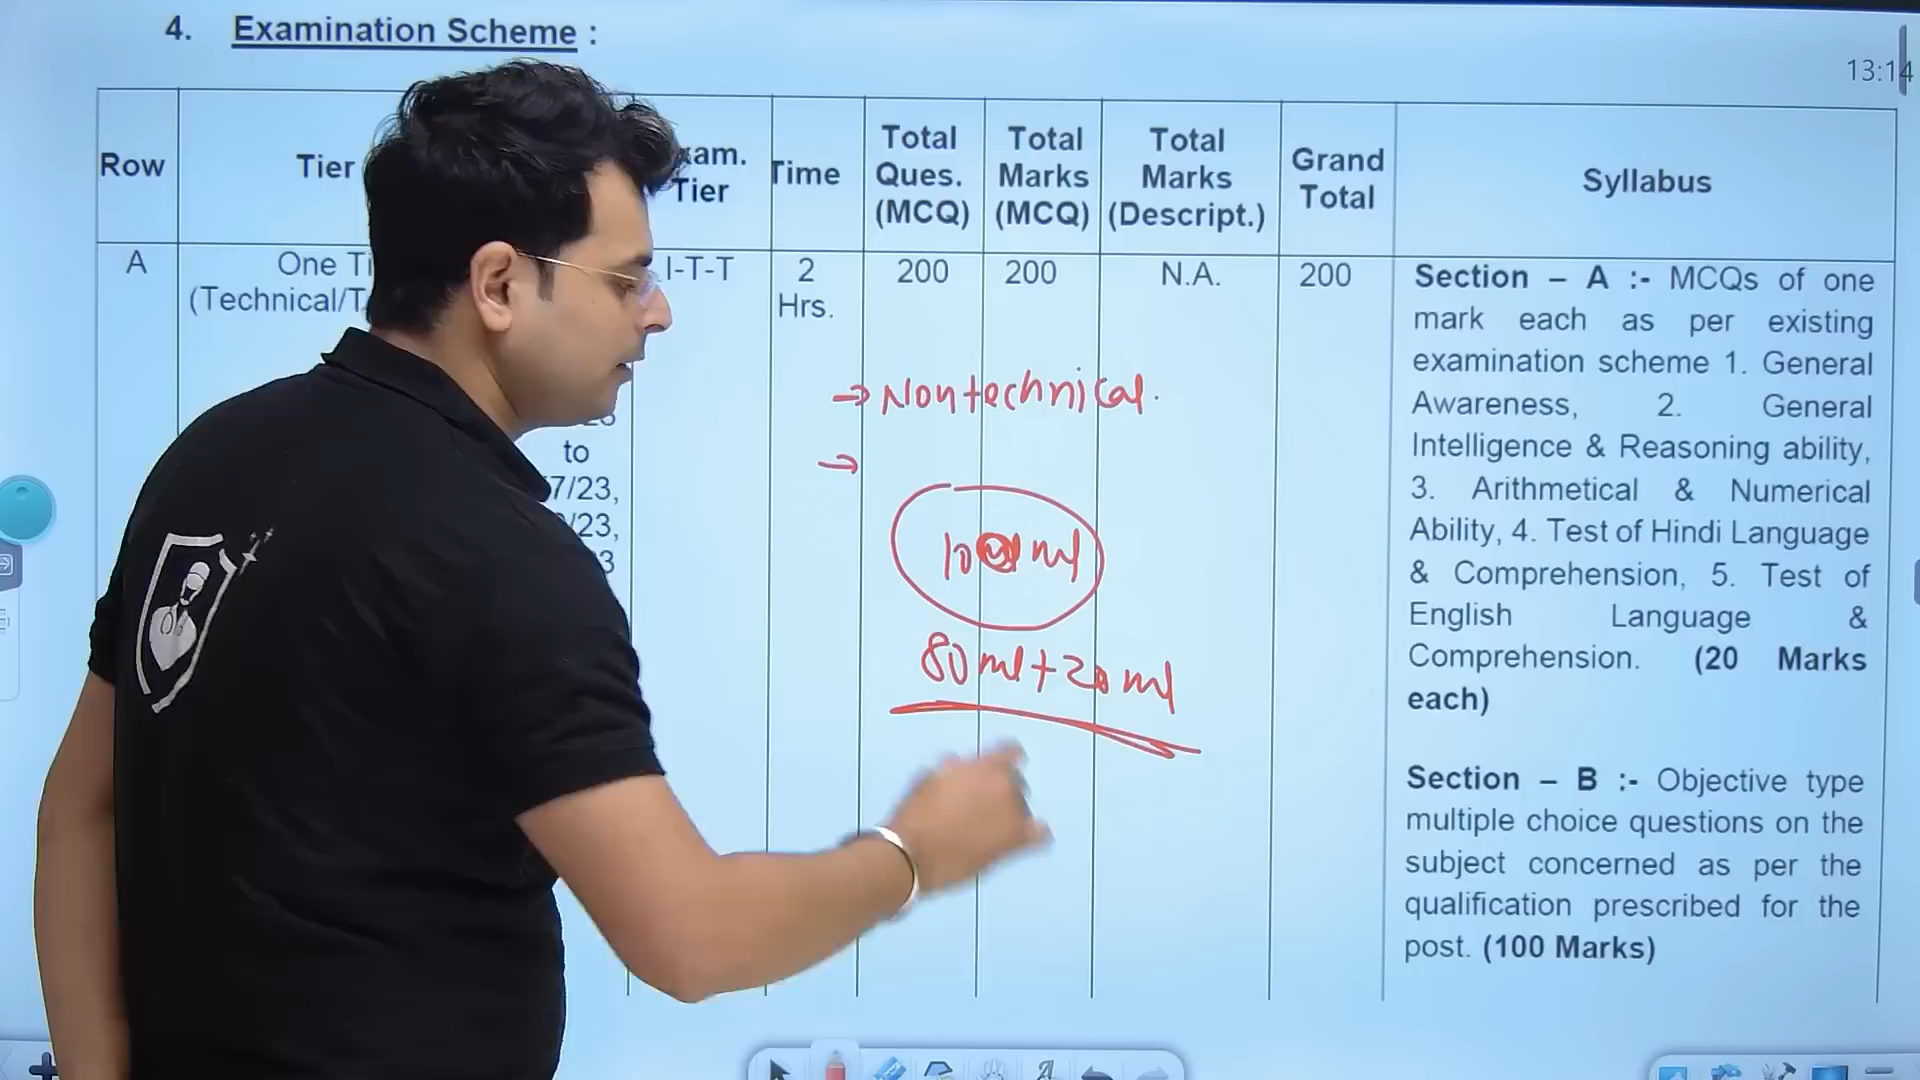 4. Examination Scheme :
13:14
Row
Tier
xam.
Tier
Time
Total
Ques.
(MCQ)
Total
Marks
(MCQ)
Total
Marks
(Descript.)
Grand
Total
Syllabus
A
One Ti
(Technical/T
I-T-T
2
Hrs.
200
200
N.A.
200
to
7/23,
/23,
3
→ Nontechnical.
→
100 ml
80 ml + 20 ml
Section – A :- MCQs of one
mark each as per existing
examination scheme 1. General
Awareness, 2. General
Intelligence & Reasoning ability,
3. Arithmetical & Numerical
Ability, 4. Test of Hindi Language
& Comprehension, 5. Test of
English Language &
Comprehension. (20 Marks
each)
Section – B :- Objective type
multiple choice questions on the
subject concerned as per the
qualification prescribed for the
post. (100 Marks)